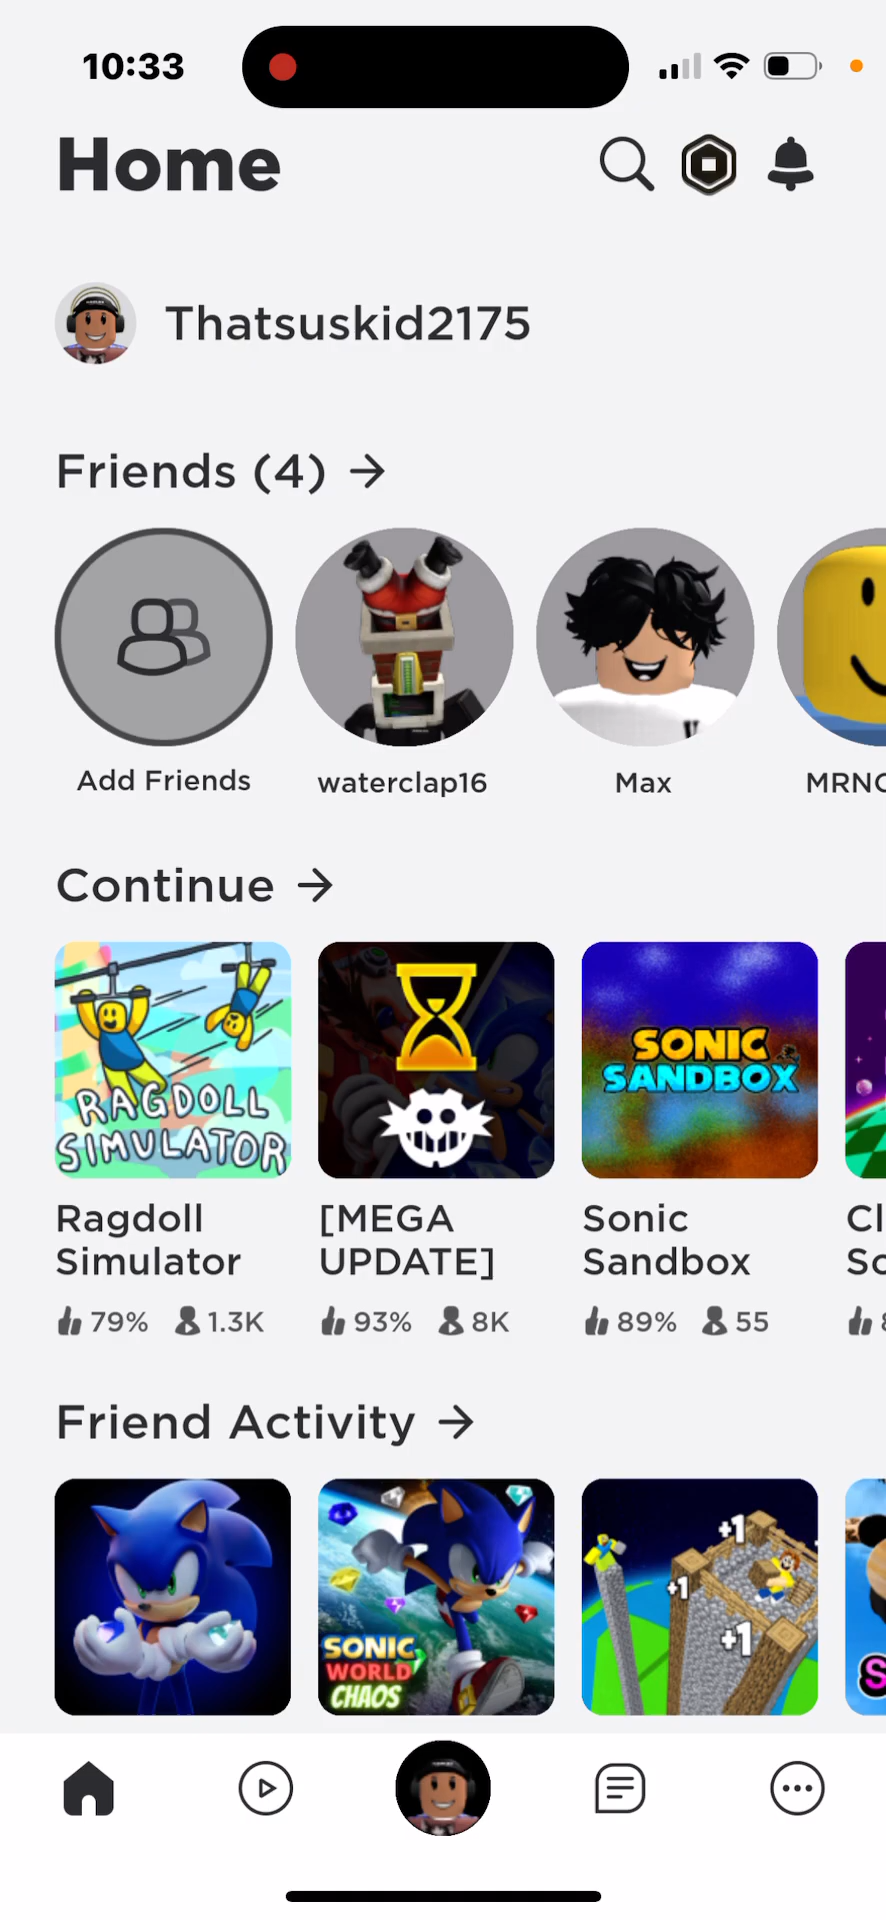 10:33
Home
Thatsuskid2175
Friends (4)
Add Friends
waterclap16
Max
Continue
RAGDOLL
SIMULATOR
SONIC
SANDBOX
Ragdoll
Simulator
[MEGA
UPDATE]
Sonic
Sandbox
79%
1.3K
93%
8K
89%
55
Friend Activity
SONIC
WORLD
CHAOS
+1
+1
+1